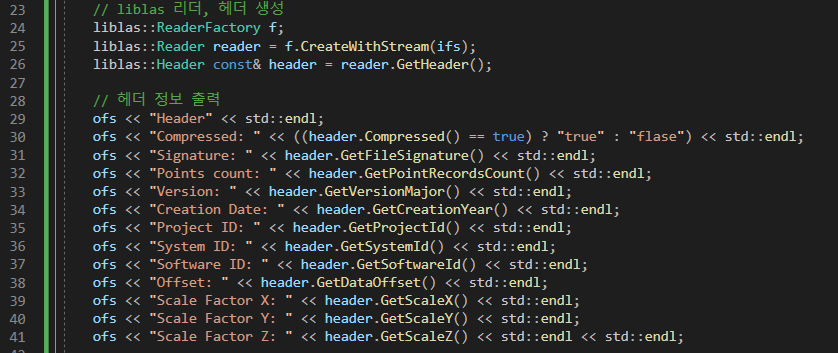 23 // liblas 리더, 헤더 생성
24 liblas::ReaderFactory f;
25 liblas::Reader reader = f.CreateWithStream(ifs);
26 liblas::Header const& header = reader.GetHeader();
27
28 // 헤더 정보 출력
29 ofs << "Header" << std::endl;
30 ofs << "Compressed: " << ((header.Compressed() == true) ? "true" : "flase") << std::endl;
31 ofs << "Signature: " << header.GetFileSignature() << std::endl;
32 ofs << "Points count: " << header.GetPointRecordsCount() << std::endl;
33 ofs << "Version: " << header.GetVersionMajor() << std::endl;
34 ofs << "Creation Date: " << header.GetCreationYear() << std::endl;
35 ofs << "Project ID: " << header.GetProjectId() << std::endl;
36 ofs << "System ID: " << header.GetSystemId() << std::endl;
37 ofs << "Software ID: " << header.GetSoftwareId() << std::endl;
38 ofs << "Offset: " << header.GetDataOffset() << std::endl;
39 ofs << "Scale Factor X: " << header.GetScaleX() << std::endl;
40 ofs << "Scale Factor Y: " << header.GetScaleY() << std::endl;
41 ofs << "Scale Factor Z: " << header.GetScaleZ() << std::endl << std::endl;